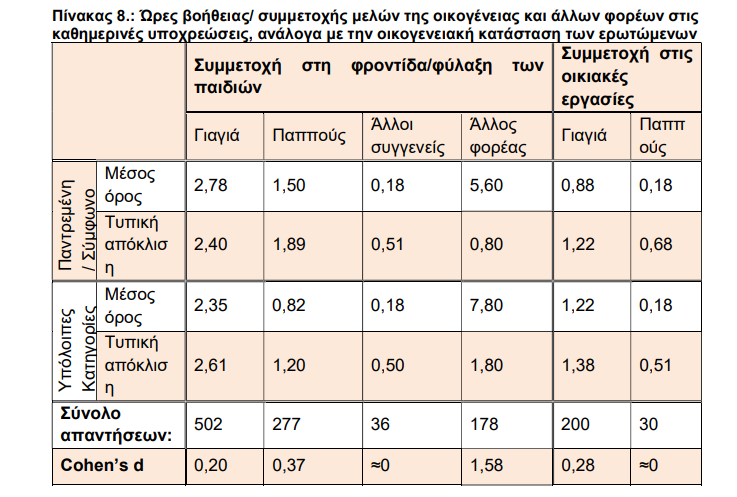 Πίνακας 8.: Ώρες βοήθειας/ συμμετοχής μελών της οικογένειας και άλλων φορέων στις
καθημερινές υποχρεώσεις, ανάλογα με την οικογενειακή κατάσταση των ερωτώμενων
Συμμετοχή στη φροντίδα/φύλαξη των
παιδιών
Συμμετοχή στις
οικιακές
εργασίες
Γιαγιά
Παππούς
Άλλοι
συγγενείς
Άλλος
φορέας
Γιαγιά
Παππ
ούς
Παντρεμένη
/ Σύμφωνο
Μέσος
όρος
2,78
1,50
0,18
5,60
0,88
0,18
Τυπική
απόκλισ
η
2,40
1,89
0,51
0,80
1,22
0,68
Υπόλοιπες
Κατηγορίες
Μέσος
όρος
2,35
0,82
0,18
7,80
1,22
0,18
Τυπική
απόκλισ
η
2,61
1,20
0,50
1,80
1,38
0,51
Σύνολο
απαντήσεων:
502
277
36
178
200
30
Cohen’s d
0,20
0,37
≈0
1,58
0,28
≈0